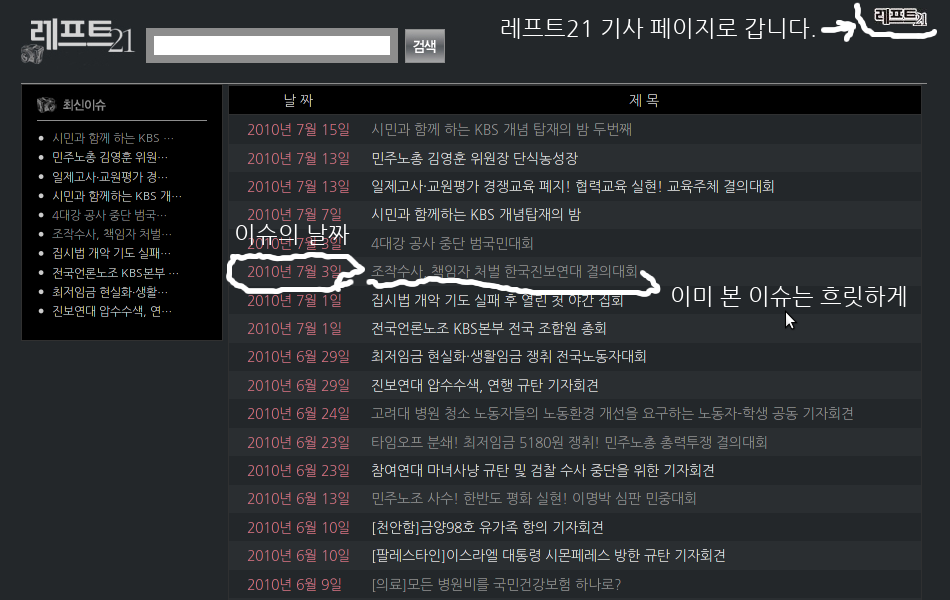 레프트21
검색
레프트21 기사 페이지로 갑니다.
레프트21
최신이슈
시민과 함께 하는 KBS …
민주노총 김영훈 위원…
일제고사·교원평가 경…
시민과 함께하는 KBS 개…
4대강 공사 중단 범국…
조작수사, 책임자 처벌…
집시법 개악 기도 실패…
전국언론노조 KBS본부 …
최저임금 현실화·생활…
진보연대 압수수색, 연…
날 짜 제 목
2010년 7월 15일 시민과 함께 하는 KBS 개념 탑재의 밤 두번째
2010년 7월 13일 민주노총 김영훈 위원장 단식농성장
2010년 7월 13일 일제고사·교원평가 경쟁교육 폐지! 협력교육 실현! 교육주체 결의대회
2010년 7월 7일 시민과 함께하는 KBS 개념탑재의 밤
이슈의 날짜
2010년 7월 3일 4대강 공사 중단 범국민대회
2010년 7월 3일 조작수사, 책임자 처벌 한국진보연대 결의대회
이미 본 이슈는 흐릿하게
2010년 7월 1일 집시법 개악 기도 실패 후 열린 첫 야간 집회
2010년 7월 1일 전국언론노조 KBS본부 전국 조합원 총회
2010년 6월 29일 최저임금 현실화·생활임금 쟁취 전국노동자대회
2010년 6월 29일 진보연대 압수수색, 연행 규탄 기자회견
2010년 6월 24일 고려대 병원 청소 노동자들의 노동환경 개선을 요구하는 노동자-학생 공동 기자회견
2010년 6월 23일 타임오프 분쇄! 최저임금 5180원 쟁취! 민주노총 총력투쟁 결의대회
2010년 6월 23일 참여연대 마녀사냥 규탄 및 검찰 수사 중단을 위한 기자회견
2010년 6월 13일 민주노조 사수! 한반도 평화 실현! 이명박 심판 민중대회
2010년 6월 10일 [천안함]금양98호 유가족 항의 기자회견
2010년 6월 10일 [팔레스타인]이스라엘 대통령 시몬페레스 방한 규탄 기자회견
2010년 6월 9일 [의료]모든 병원비를 국민건강보험 하나로?